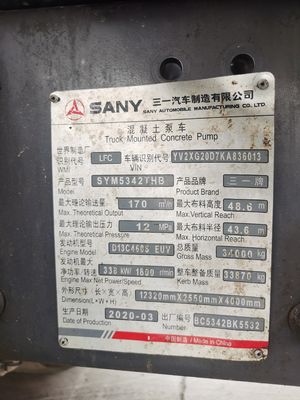 SANY 三一汽车制造有限公司
SANY AUTOMOBILE MANUFACTURING CO., LTD.
混凝土泵车
Truck Mounted Concrete Pump
世界制造厂识别代号 WMI LFC 车辆识别代号 VIN YV2XG20D7KA836013
产品型号 Product Model SYM5342THB 产品品牌 Product Brand 三一牌
最大理论输送量 Max. Theoretical Output 170 m³/h 最大布料高度 Max.Vertical Reach 48.6 m
最大理论输出压力 Max. Theoretical Pressure 12 MPa 最大布料半径 Max. Horizontal Reach 43.6 m
发动机型号 Engine Model D13C460S EUV 总质量 Gross Mass 34000 kg
发动机最大净功率/转速 Engine Net Power/Speed 338 kW/ 1800 r/min 整车整备质量 Kerb Mass 33870 kg
外形尺寸(长×宽×高) Dimension(L×W×H) 12320mmX2550mmX4000mm
生产日期 Date of Production 2020-03 出厂编号 Serial No. BC5342BK5532
中国制造 / Made in China